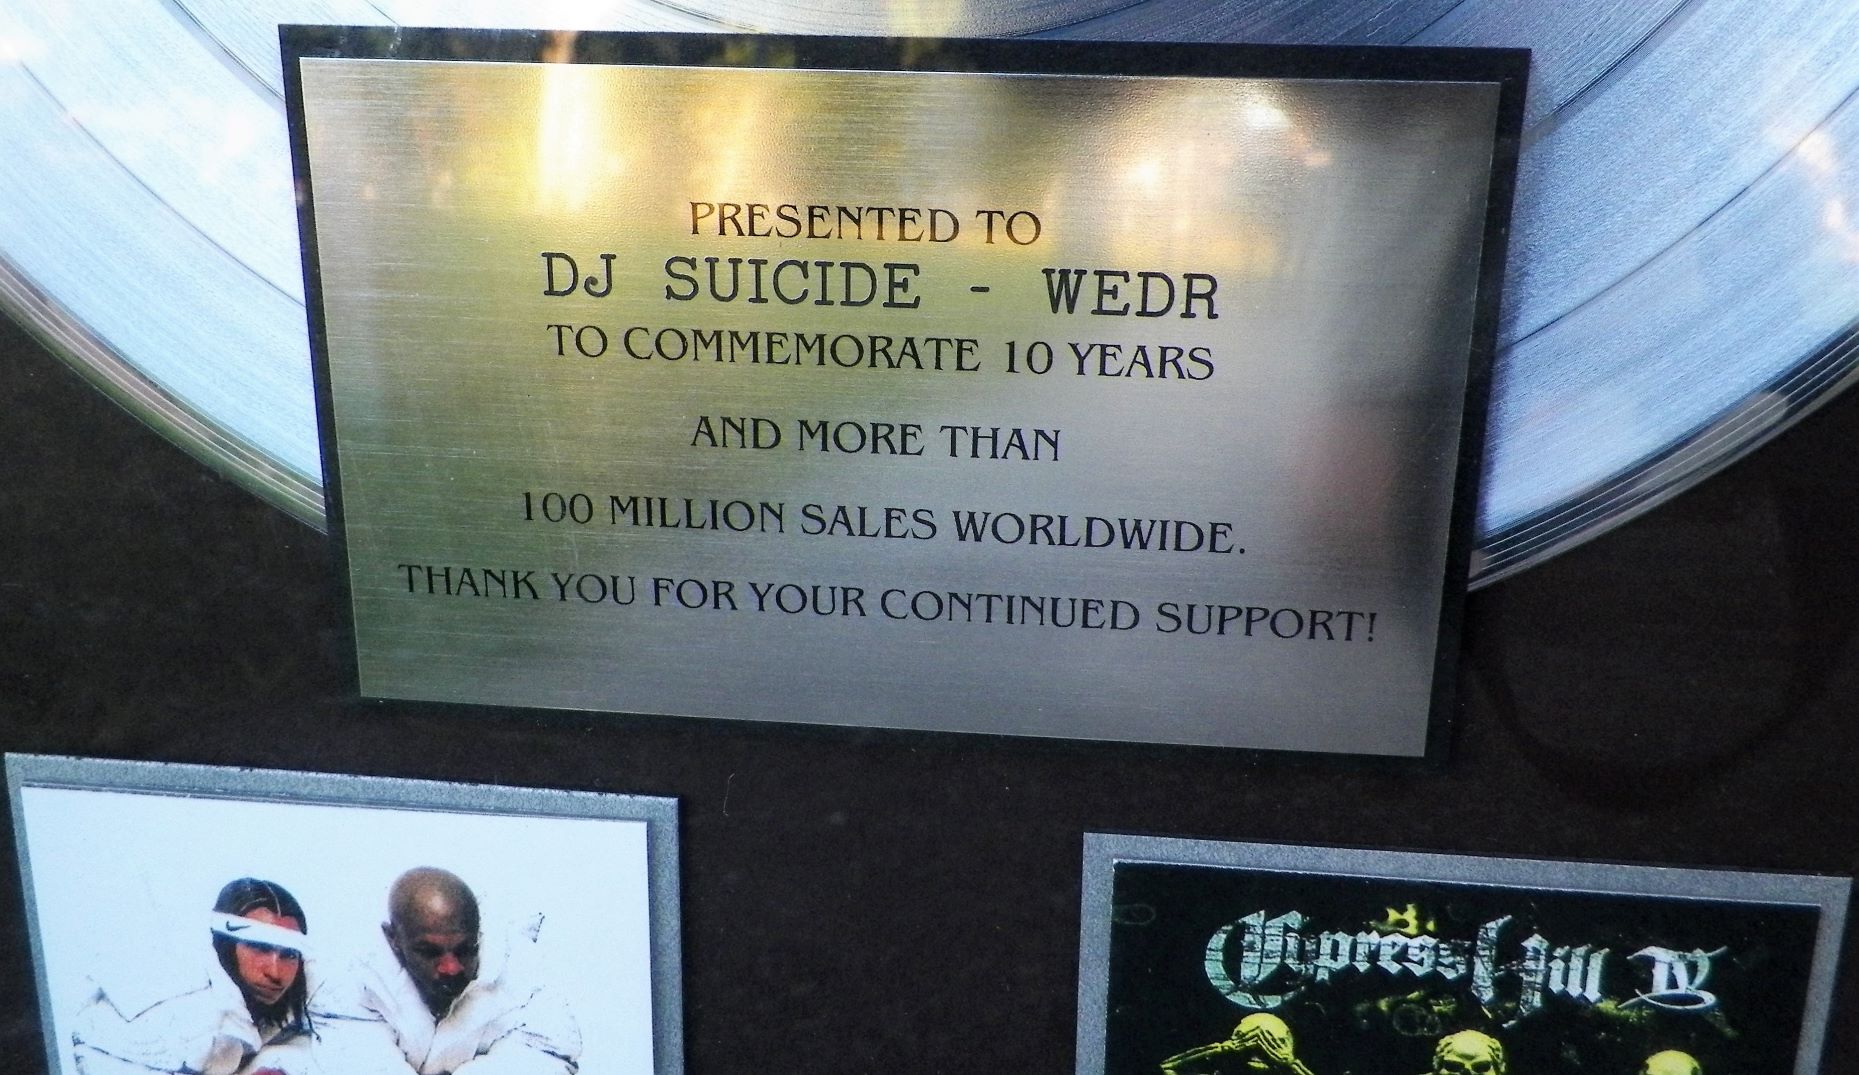 PRESENTED TO
DJ SUICIDE - WEDR
TO COMMEMORATE 10 YEARS
AND MORE THAN
100 MILLION SALES WORLDWIDE.
THANK YOU FOR YOUR CONTINUED SUPPORT!
Cypress Hill IV